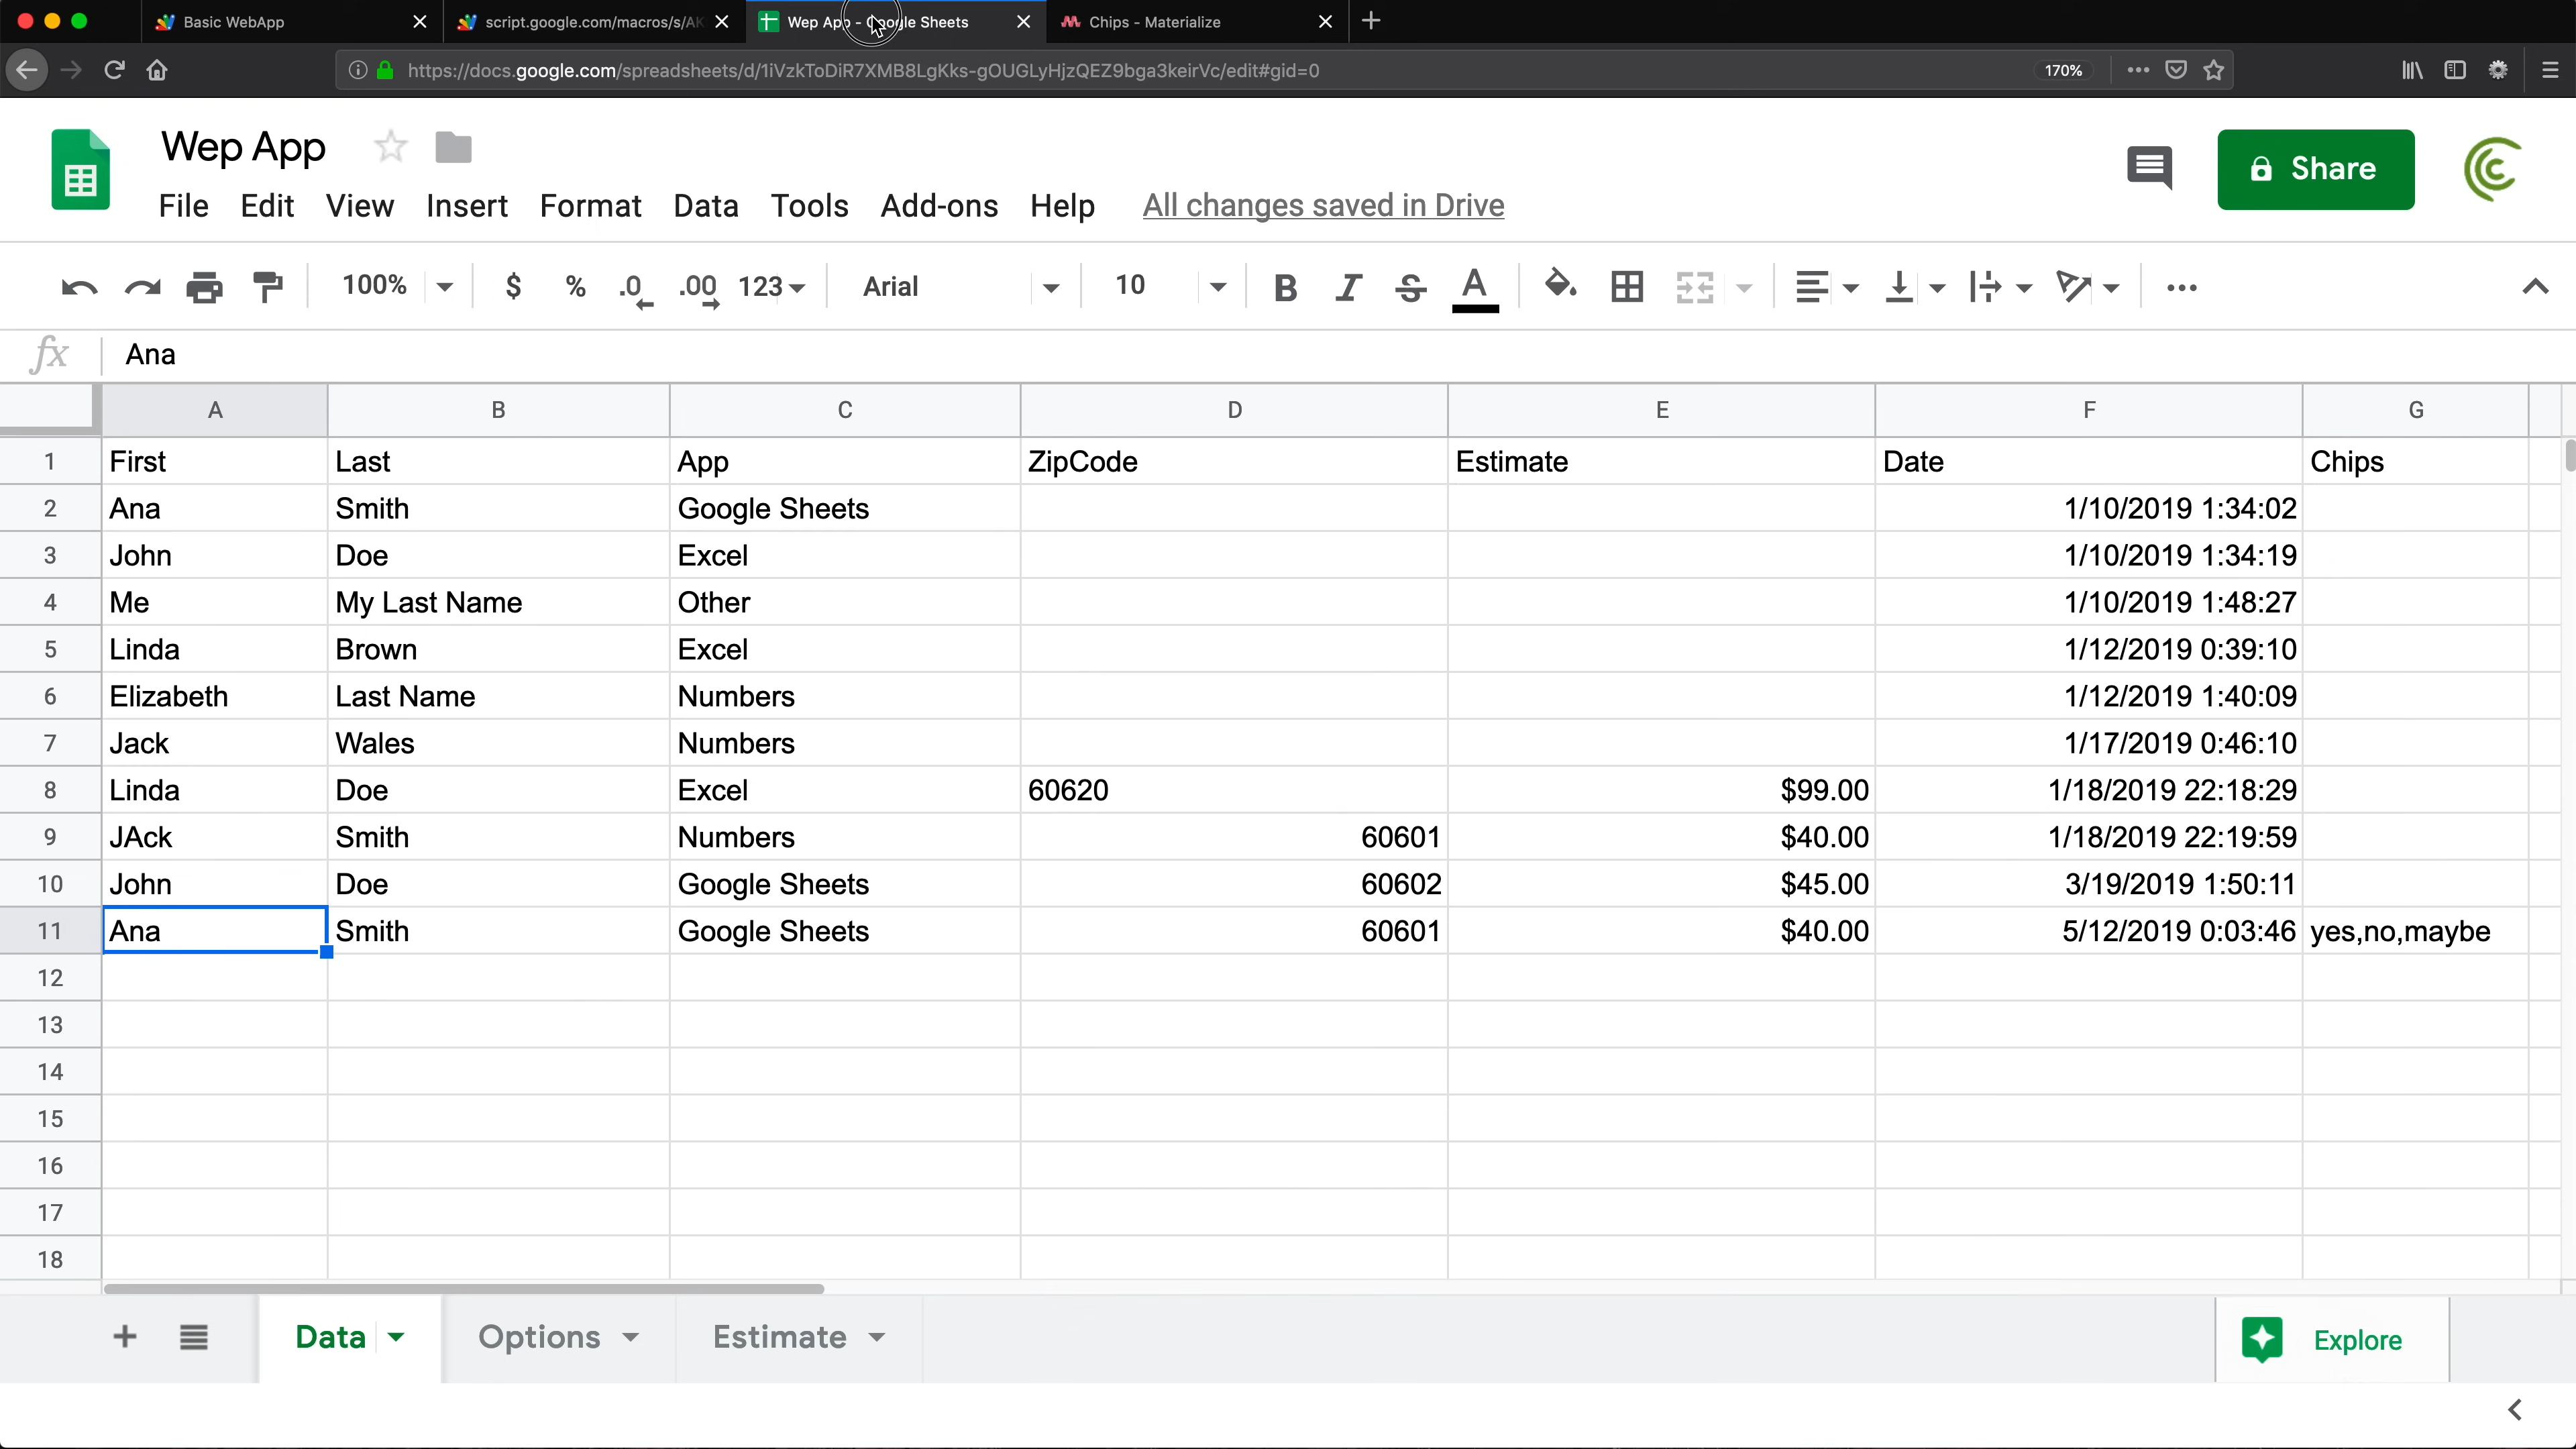 Basic WebApp
script.google.com/macros/s/AK
Wep App - Google Sheets
Chips - Materialize
https://docs.google.com/spreadsheets/d/1iVzkToDiR7XMB8LgKks-gOUGLyHjzQEZ9bga3keirVc/edit#gid=0
170%
Wep App
File Edit View Insert Format Data Tools Add-ons Help All changes saved in Drive
Share
100% $ % .0 .00 123 Arial 10 B I S A
fx Ana
A B C D E F G
1 First Last App ZipCode Estimate Date Chips
2 Ana Smith Google Sheets 1/10/2019 1:34:02
3 John Doe Excel 1/10/2019 1:34:19
4 Me My Last Name Other 1/10/2019 1:48:27
5 Linda Brown Excel 1/12/2019 0:39:10
6 Elizabeth Last Name Numbers 1/12/2019 1:40:09
7 Jack Wales Numbers 1/17/2019 0:46:10
8 Linda Doe Excel 60620 $99.00 1/18/2019 22:18:29
9 JAck Smith Numbers 60601 $40.00 1/18/2019 22:19:59
10 John Doe Google Sheets 60602 $45.00 3/19/2019 1:50:11
11 Ana Smith Google Sheets 60601 $40.00 5/12/2019 0:03:46 yes,no,maybe
12
13
14
15
16
17
18
Data Options Estimate Explore